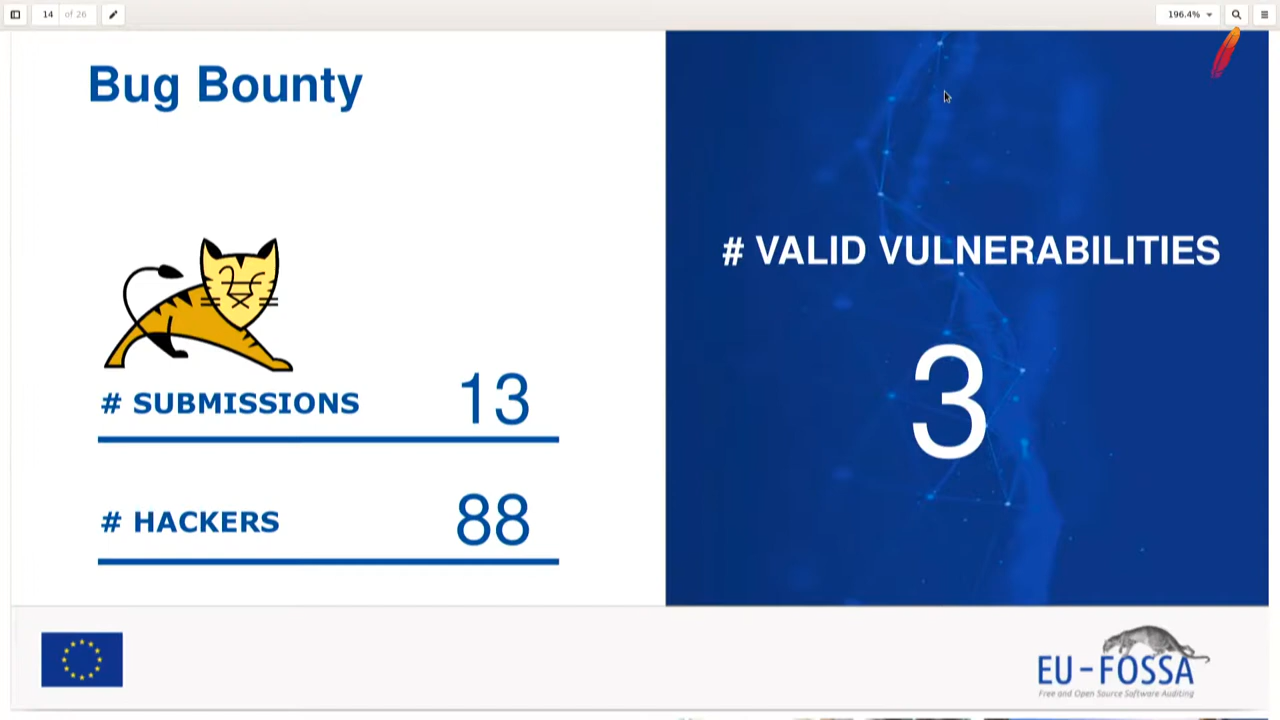 14 of 26
196.4%
Bug Bounty
# SUBMISSIONS 13
# HACKERS 88
# VALID VULNERABILITIES
3
EU-FOSSA
Free and Open Source Software Auditing